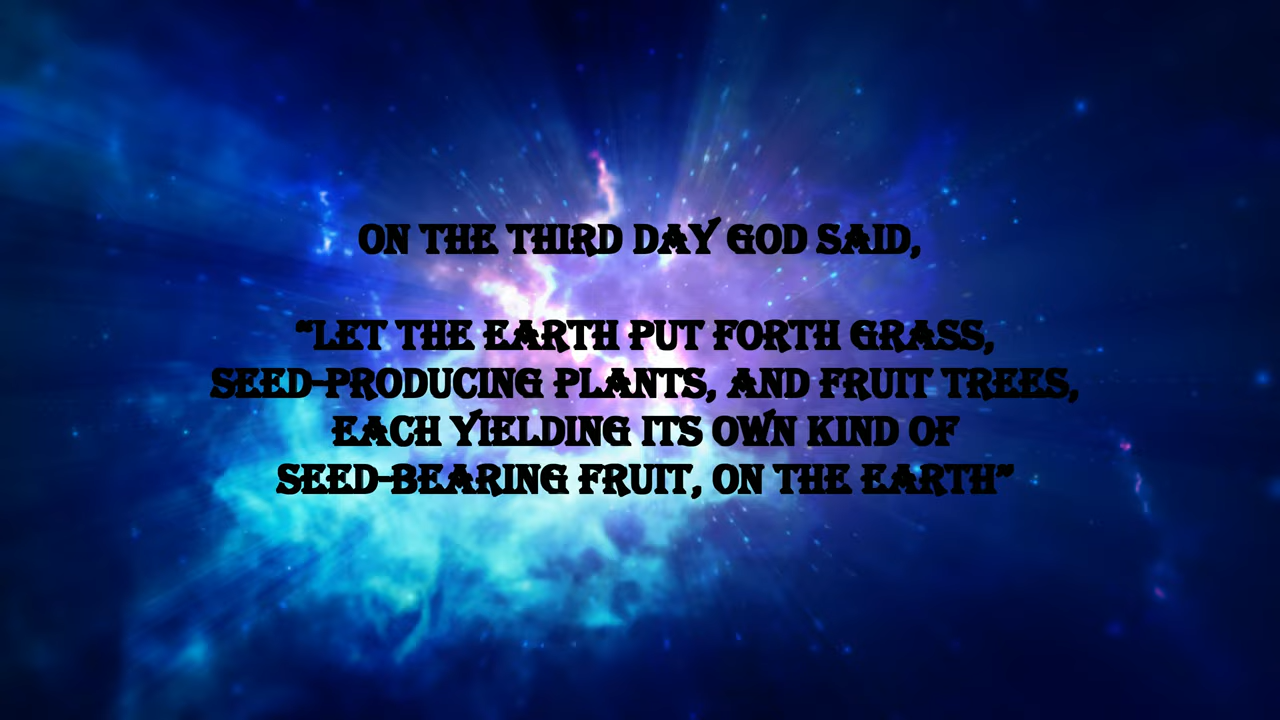 ON THE THIRD DAY GOD SAID,
“LET THE EARTH PUT FORTH GRASS,
SEED-PRODUCING PLANTS, AND FRUIT TREES,
EACH YIELDING ITS OWN KIND OF
SEED-BEARING FRUIT, ON THE EARTH”